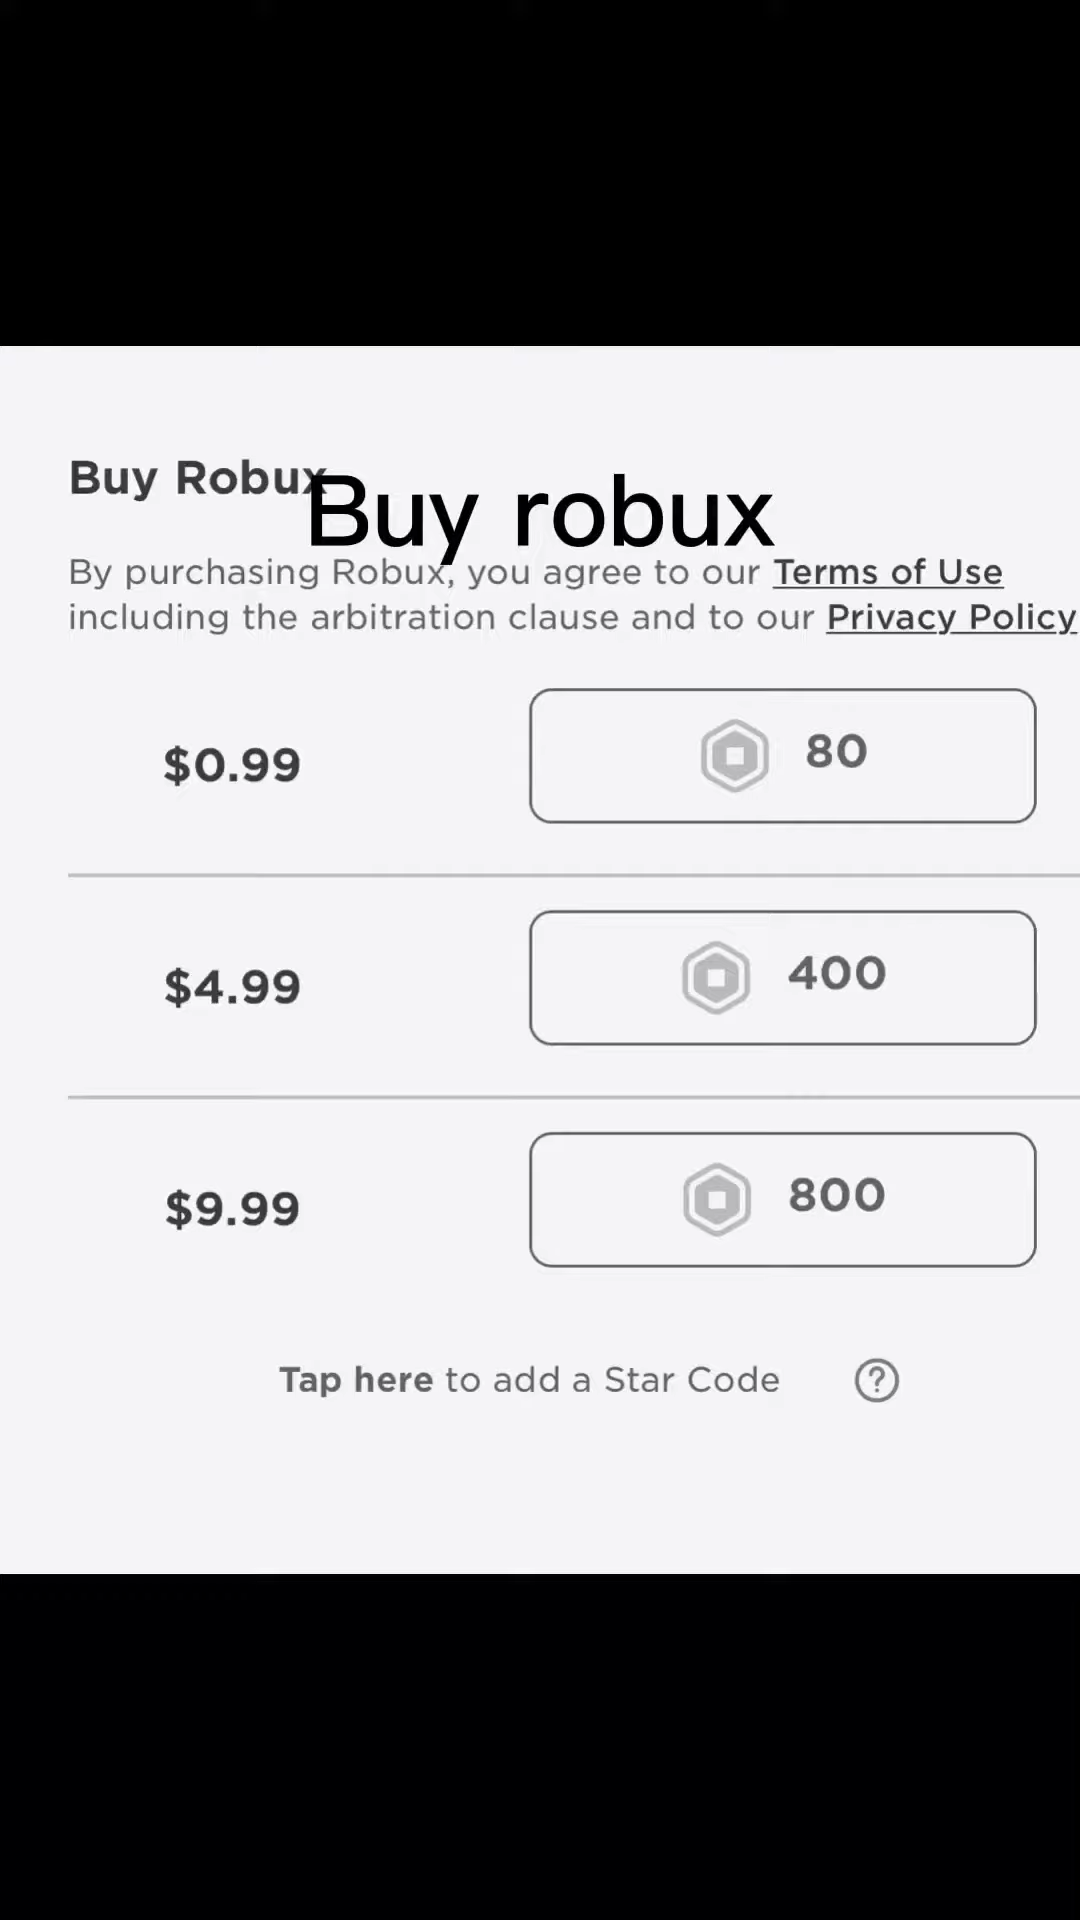 Buy Robux
Buy robux
By purchasing Robux, you agree to our Terms of Use
including the arbitration clause and to our Privacy Policy
$0.99 80
$4.99 400
$9.99 800
Tap here to add a Star Code ?